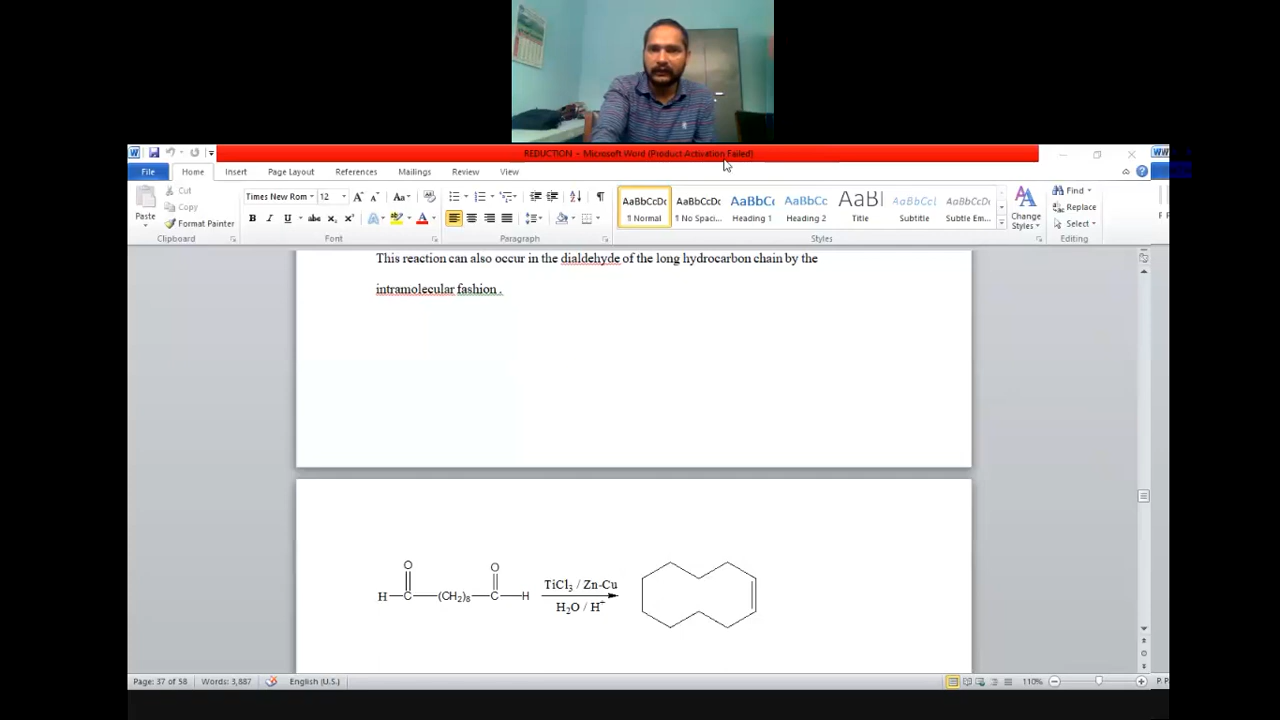 REDUCTION - Microsoft Word (Product Activation Failed)
File Home Insert Page Layout References Mailings Review View
Cut
Copy
Format Painter
Paste
Clipboard
Times New Rom 12
Font
Paragraph
AaBbCcDc AaBbCcDc AaBbCc AaBbCc AaBl AaBbCcl AaBbCcDc
¶ Normal ¶ No Spaci... Heading 1 Heading 2 Title Subtitle Subtle Em...
Change Styles
Styles
Find
Replace
Select
Editing
This reaction can also occur in the dialdehyde of the long hydrocarbon chain by the
intramolecular fashion .
O O
H C (CH2)8 C H
TiCl3 / Zn-Cu
H2O / H+
Page: 37 of 58 Words: 3,887 English (U.S.) 110%